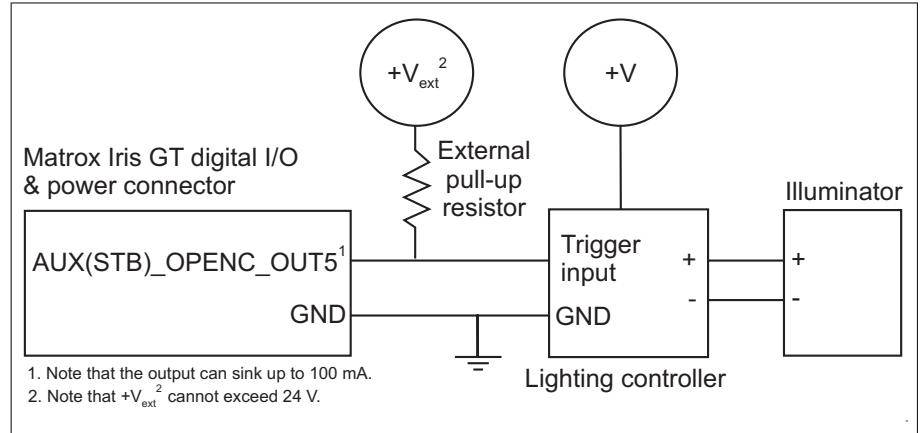 +Vext²
+V
Matrox Iris GT digital I/O
& power connector
External
pull-up
resistor
Illuminator
AUX(STB)_OPENC_OUT5¹
Trigger
input
+
+
GND
GND
-
-
Lighting controller
1. Note that the output can sink up to 100 mA.
2. Note that +Vext² cannot exceed 24 V.